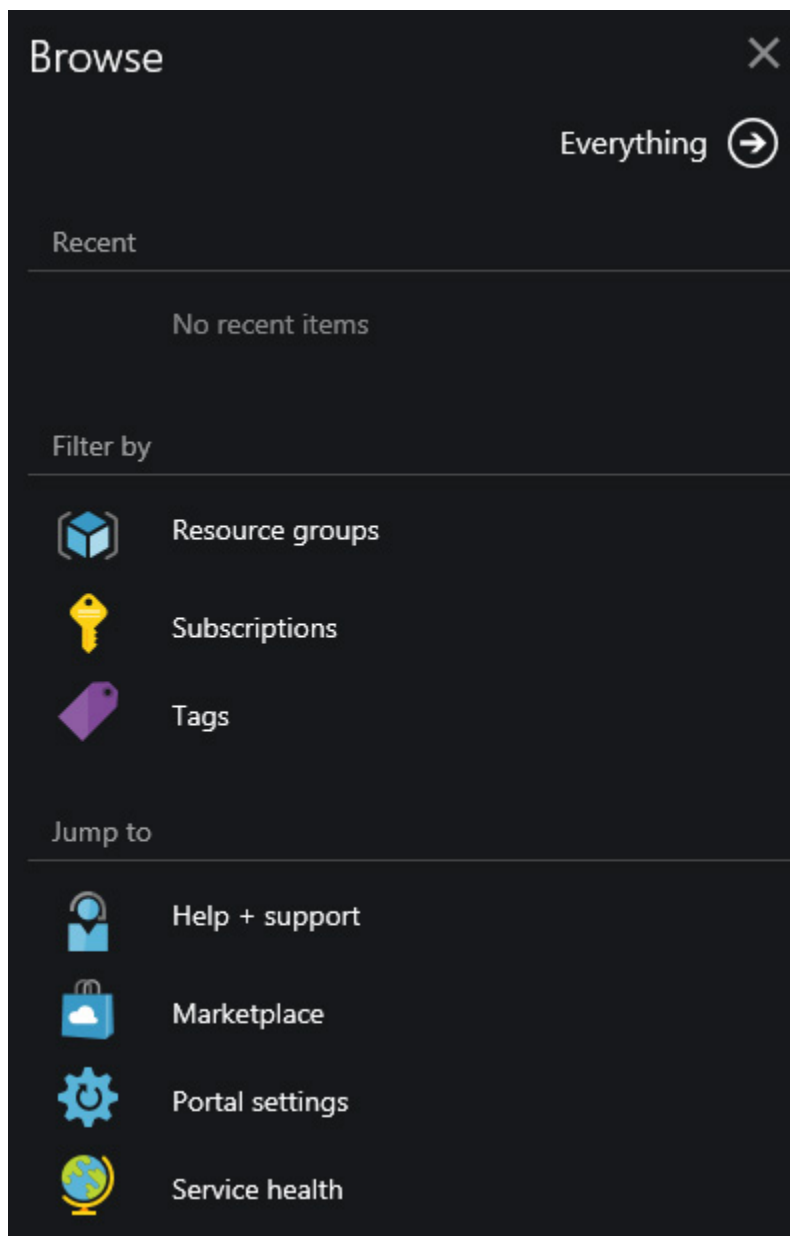 Browse
Everything
Recent
No recent items
Filter by
Resource groups
Subscriptions
Tags
Jump to
Help + support
Marketplace
Portal settings
Service health